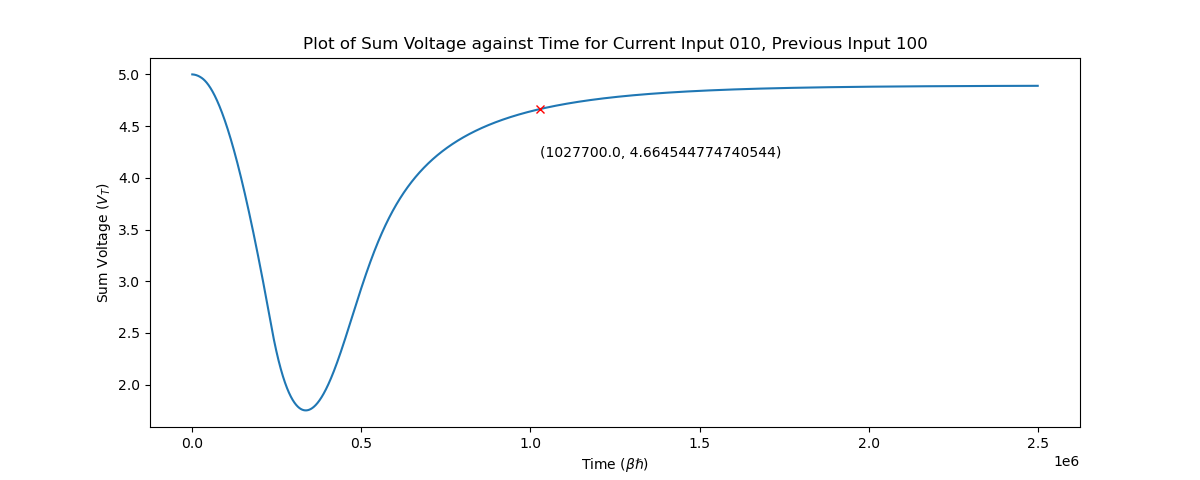 Plot of Sum Voltage against Time for Current Input 010, Previous Input 100
5.0
4.5
4.0
3.5
3.0
2.5
2.0
Sum Voltage (V_T)
(1027700.0, 4.664544774740544)
0.0 0.5 1.0 1.5 2.0 2.5
1e6
Time (βℏ)